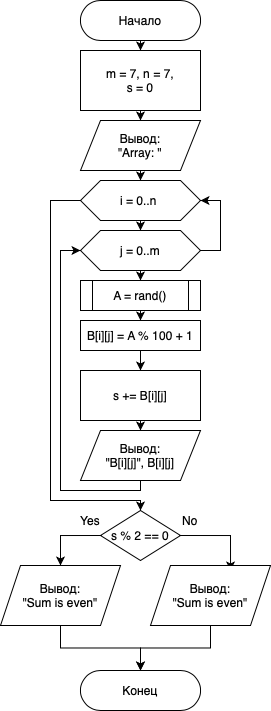 Начало
m = 7, n = 7,
s = 0
Вывод:
"Array: "
i = 0..n
j = 0..m
A = rand()
B[i][j] = A % 100 + 1
s += B[i][j]
Вывод:
"B[i][j]", B[i][j]
Yes
No
s % 2 == 0
Вывод:
"Sum is even"
Вывод:
"Sum is even"
Конец